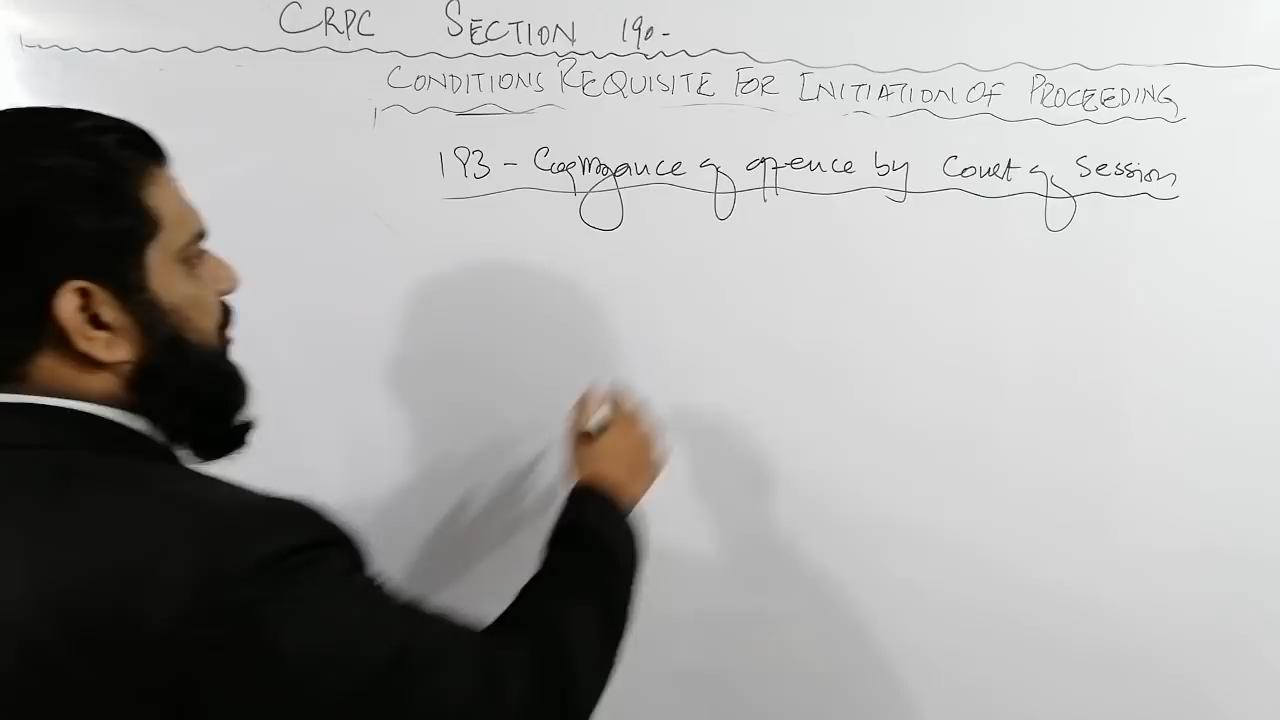 CRPC SECTION 190-
CONDITIONS REQUISITE FOR INITIATION OF PROCEEDING
193 - Cognizance of offence by Court of Session